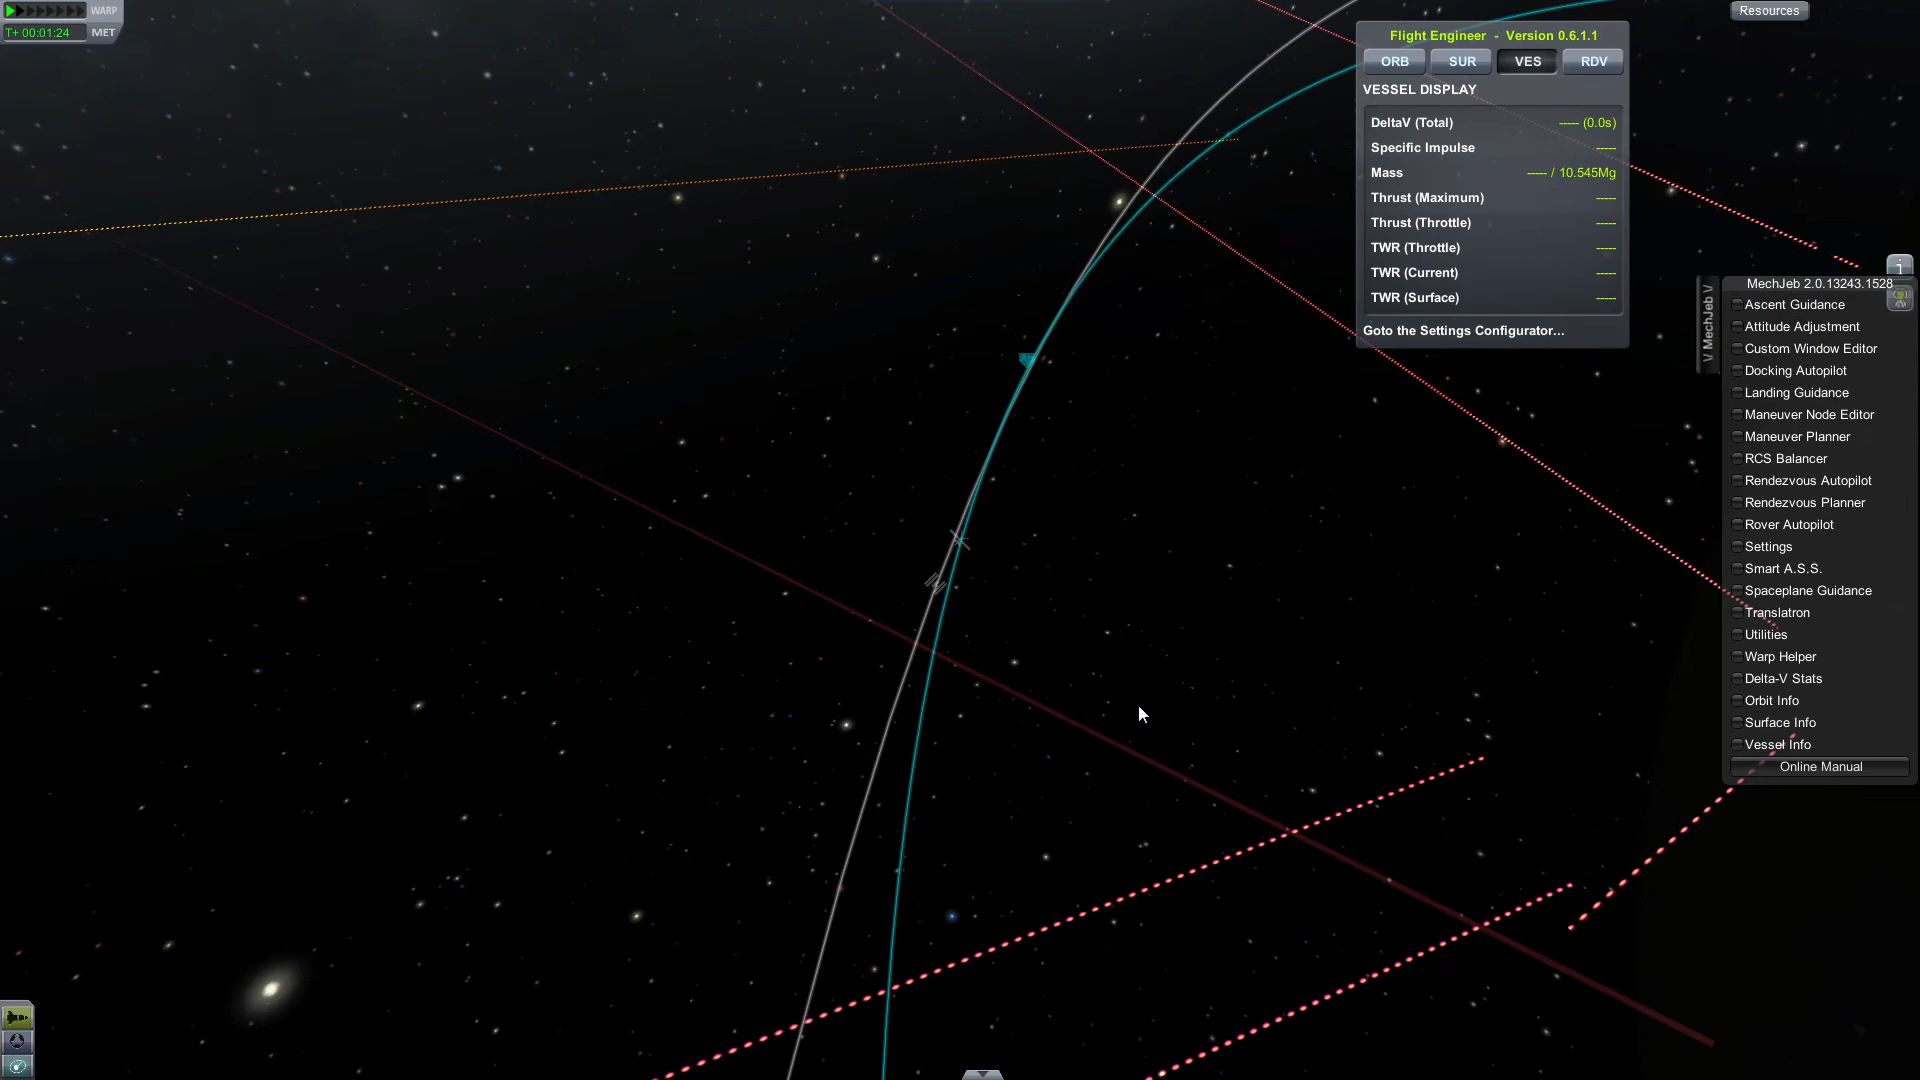 WARP
T+ 00:01:24 MET
Resources
Flight Engineer - Version 0.6.1.1
ORB SUR VES RDV
VESSEL DISPLAY
DeltaV (Total) ----- (0.0s)
Specific Impulse -----
Mass ----- / 10.545Mg
Thrust (Maximum) -----
Thrust (Throttle) -----
TWR (Throttle) -----
TWR (Current) -----
TWR (Surface) -----
Goto the Settings Configurator...
i
V MechJeb V
MechJeb 2.0.13243.1528
Ascent Guidance
Attitude Adjustment
Custom Window Editor
Docking Autopilot
Landing Guidance
Maneuver Node Editor
Maneuver Planner
RCS Balancer
Rendezvous Autopilot
Rendezvous Planner
Rover Autopilot
Settings
Smart A.S.S.
Spaceplane Guidance
Translatron
Utilities
Warp Helper
Delta-V Stats
Orbit Info
Surface Info
Vessel Info
Online Manual